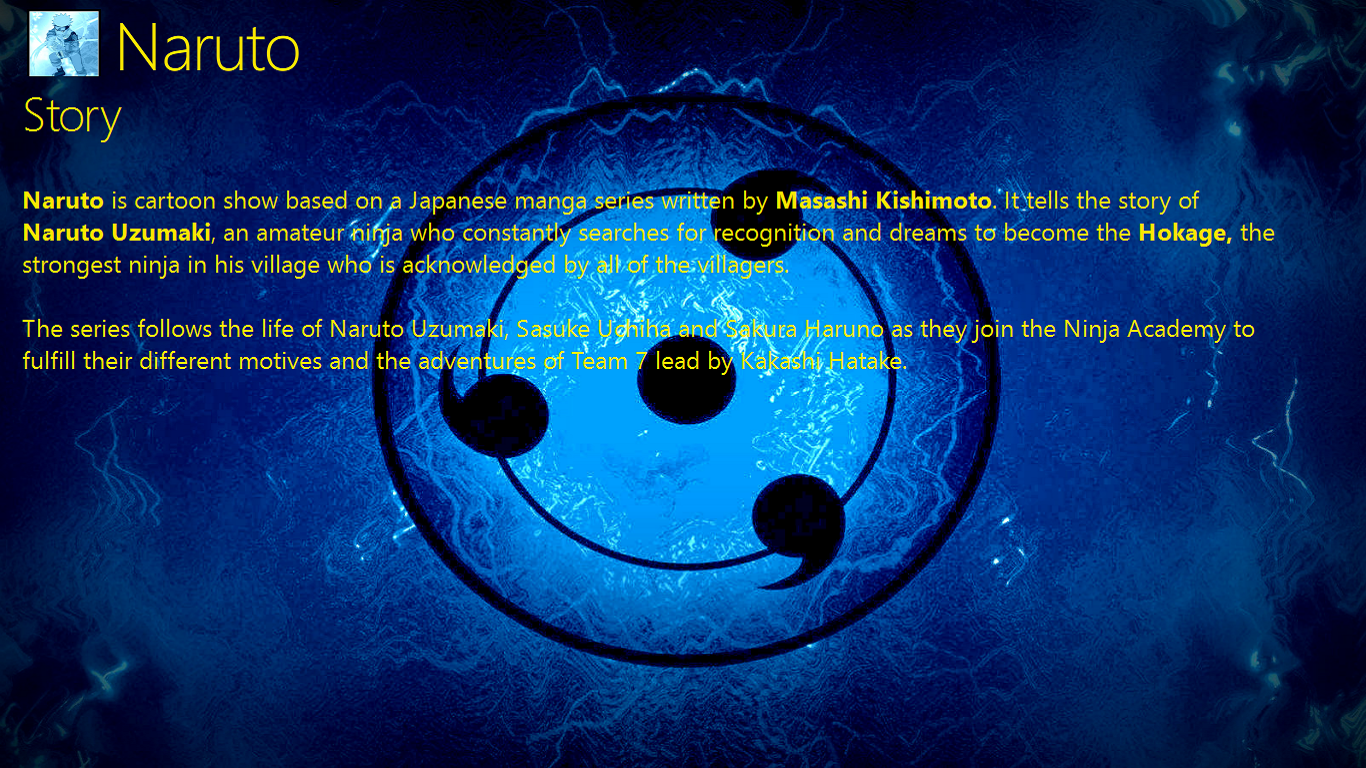 Naruto
Story
Naruto is cartoon show based on a Japanese manga series written by Masashi Kishimoto. It tells the story of
Naruto Uzumaki, an amateur ninja who constantly searches for recognition and dreams to become the Hokage, the
strongest ninja in his village who is acknowledged by all of the villagers.
The series follows the life of Naruto Uzumaki, Sasuke Uchiha and Sakura Haruno as they join the Ninja Academy to
fulfill their different motives and the adventures of Team 7 lead by Kakashi Hatake.